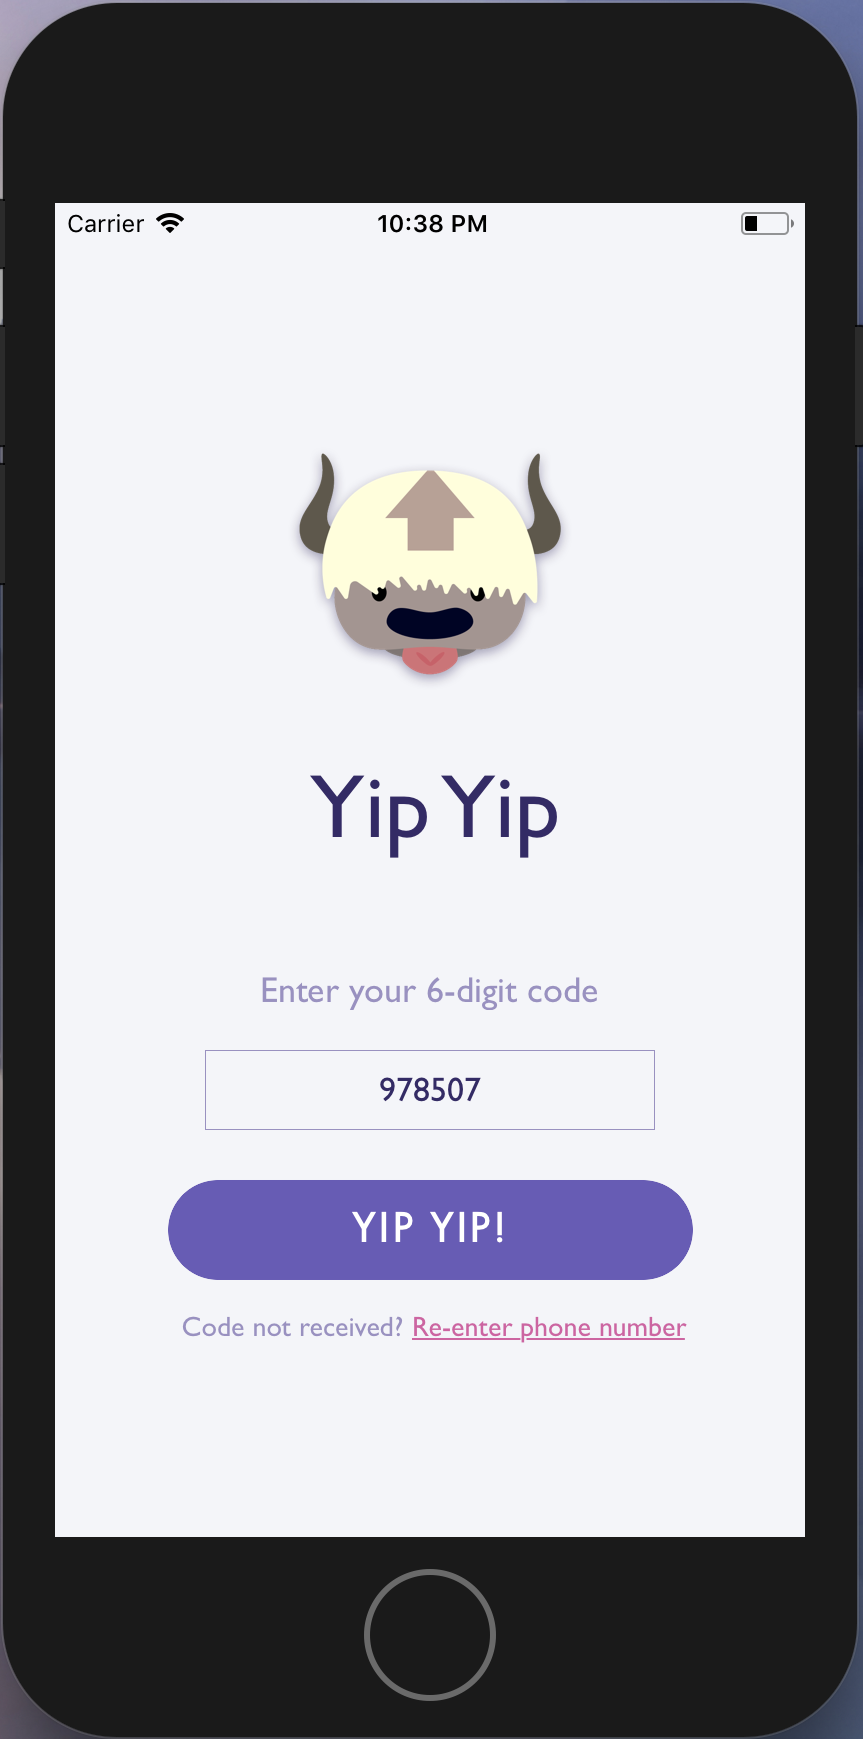 Carrier 10:38 PM
Yip Yip
Enter your 6-digit code
978507
YIP YIP!
Code not received? Re-enter phone number